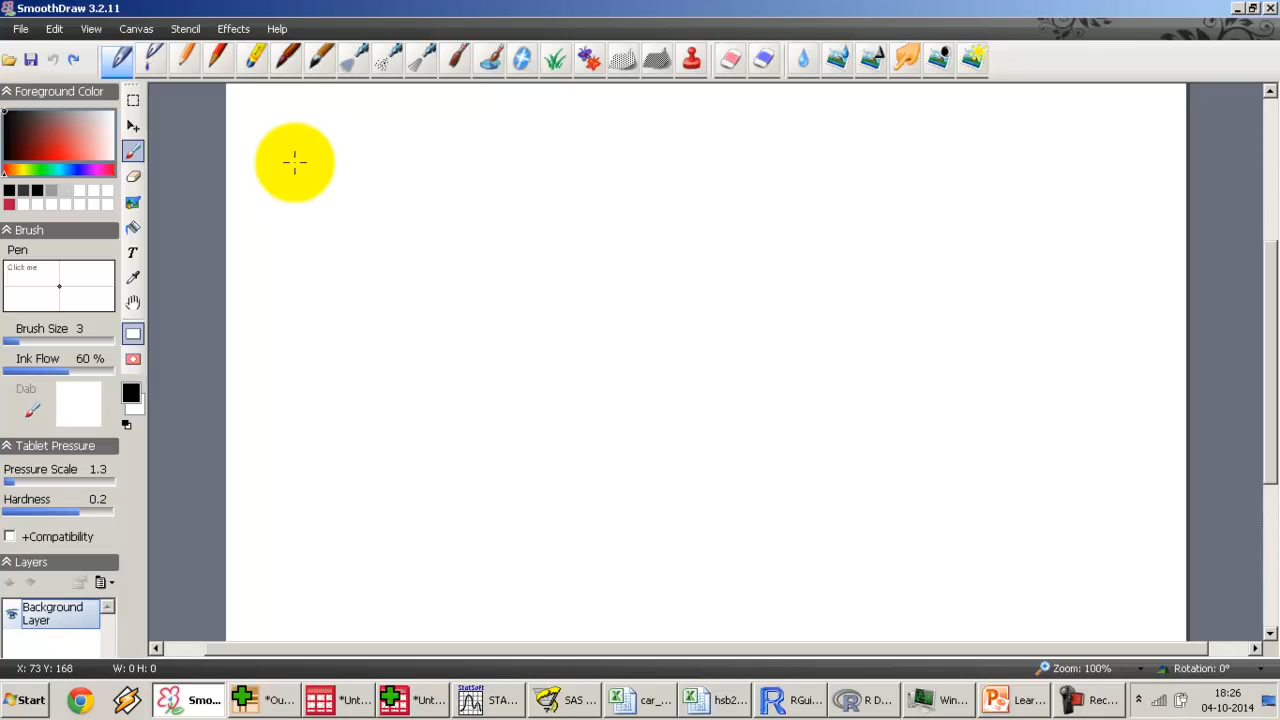 SmoothDraw 3.2.11
File Edit View Canvas Stencil Effects Help
Foreground Color
Brush
Pen
Click me
Brush Size 3
Ink Flow 60 %
Dab
Tablet Pressure
Pressure Scale 1.3
Hardness 0.2
+Compatibility
Layers
Background
Layer
X: 73 Y: 168 W: 0 H: 0 Zoom: 100% Rotation: 0°
Start Smo... *Ou... *Unt... *Unt... StatSoft STA... SAS ... car_... hsb2... RGui... R D... Win... Lear... Rec... 18:26
04-10-2014